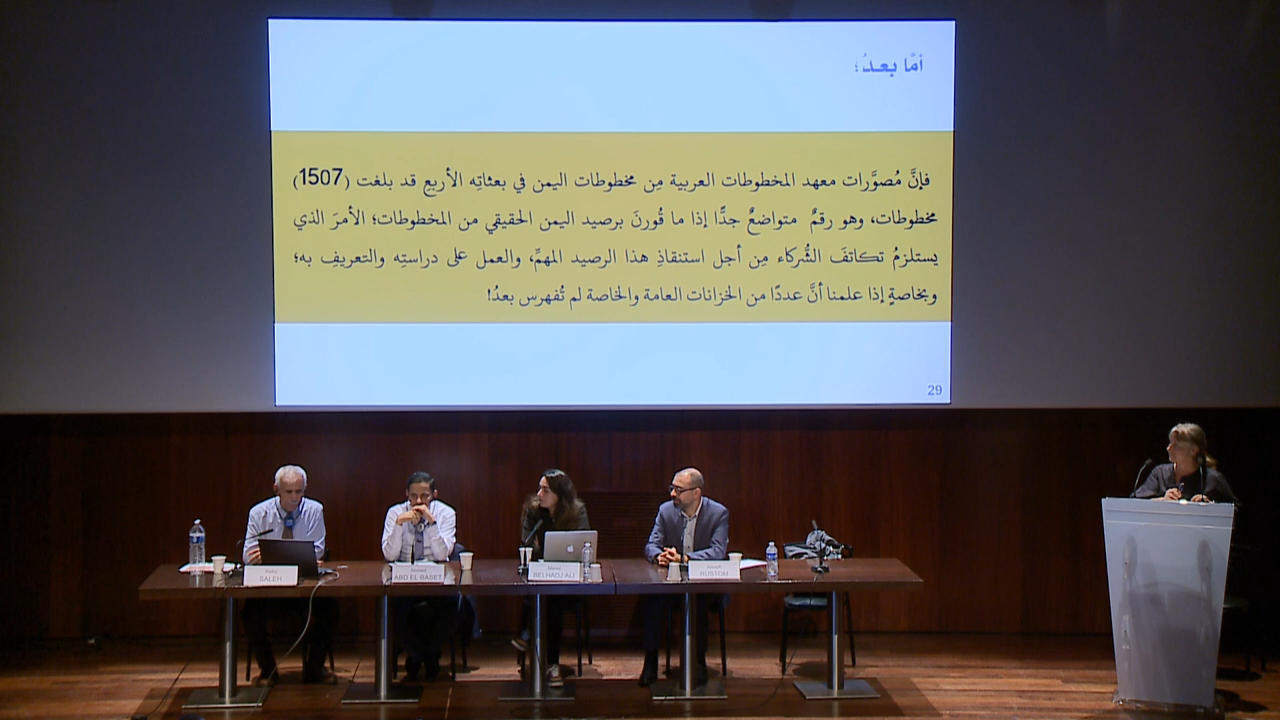 أمَّا بعدُ؛
فإنَّ مُصوَّرات معهد المخطوطات العربية مِن مخطوطات اليمن في بعثاتِه الأربع قد بلغت (1507)
مخطوطات، وهو رقمٌ متواضعٌ جدًّا إذا ما قُورنَ برصيد اليمن الحقيقي من المخطوطات؛ الأمرَ الذي
يستلزمُ تكاتفَ الشُّركاء مِن أجل استنقاذِ هذا الرصيد المهمِّ، والعمل على دراستِه والتعريفِ به؛
وبخاصةٍ إذا علمنا أنَّ عددًا من الخزانات العامة والخاصة لم تُفهرس بعدُ!
29
SALEH
ABD EL BASET
BELHADJ ALI
Joseph
RUSTOM